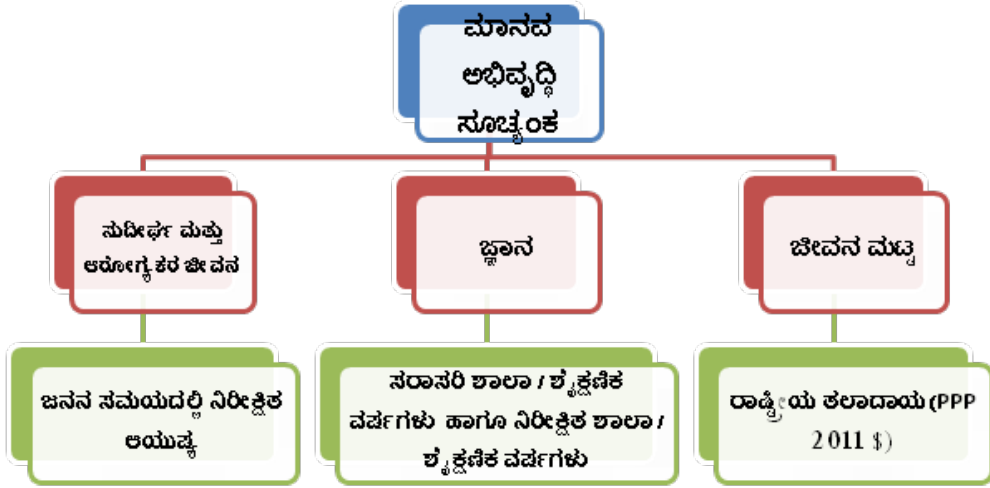 ಮಾನವ
ಅಭಿವೃದ್ಧಿ
ಸೂಚ್ಯಂಕ
ಸುದೀರ್ಘ ಮತ್ತು
ಆರೋಗ್ಯಕರ ಜೀವನ
ಜ್ಞಾನ
ಜೀವನ ಮಟ್ಟ
ಜನನ ಸಮಯದಲ್ಲಿ ನಿರೀಕ್ಷಿತ
ಆಯುಷ್ಯ
ಸರಾಸರಿ ಶಾಲಾ / ಶೈಕ್ಷಣಿಕ
ವರ್ಷಗಳು ಹಾಗೂ ನಿರೀಕ್ಷಿತ ಶಾಲಾ /
ಶೈಕ್ಷಣಿಕ ವರ್ಷಗಳು
ರಾಷ್ಟ್ರೀಯ ತಲಾದಾಯ (PPP
2011 $)